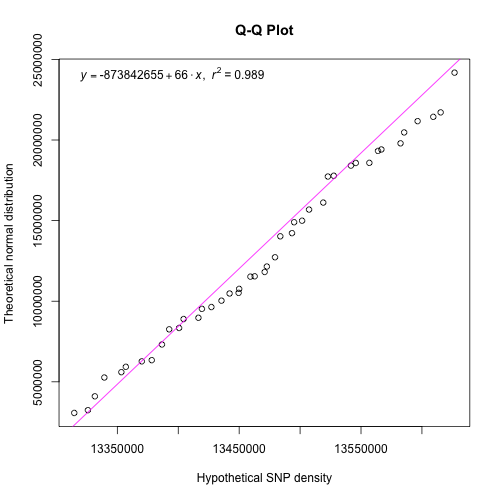 Q-Q Plot
y = -873842655 + 66 · x, r² = 0.989
25000000
20000000
15000000
10000000
5000000
Theoretical normal distribution
13350000 13450000 13550000
Hypothetical SNP density